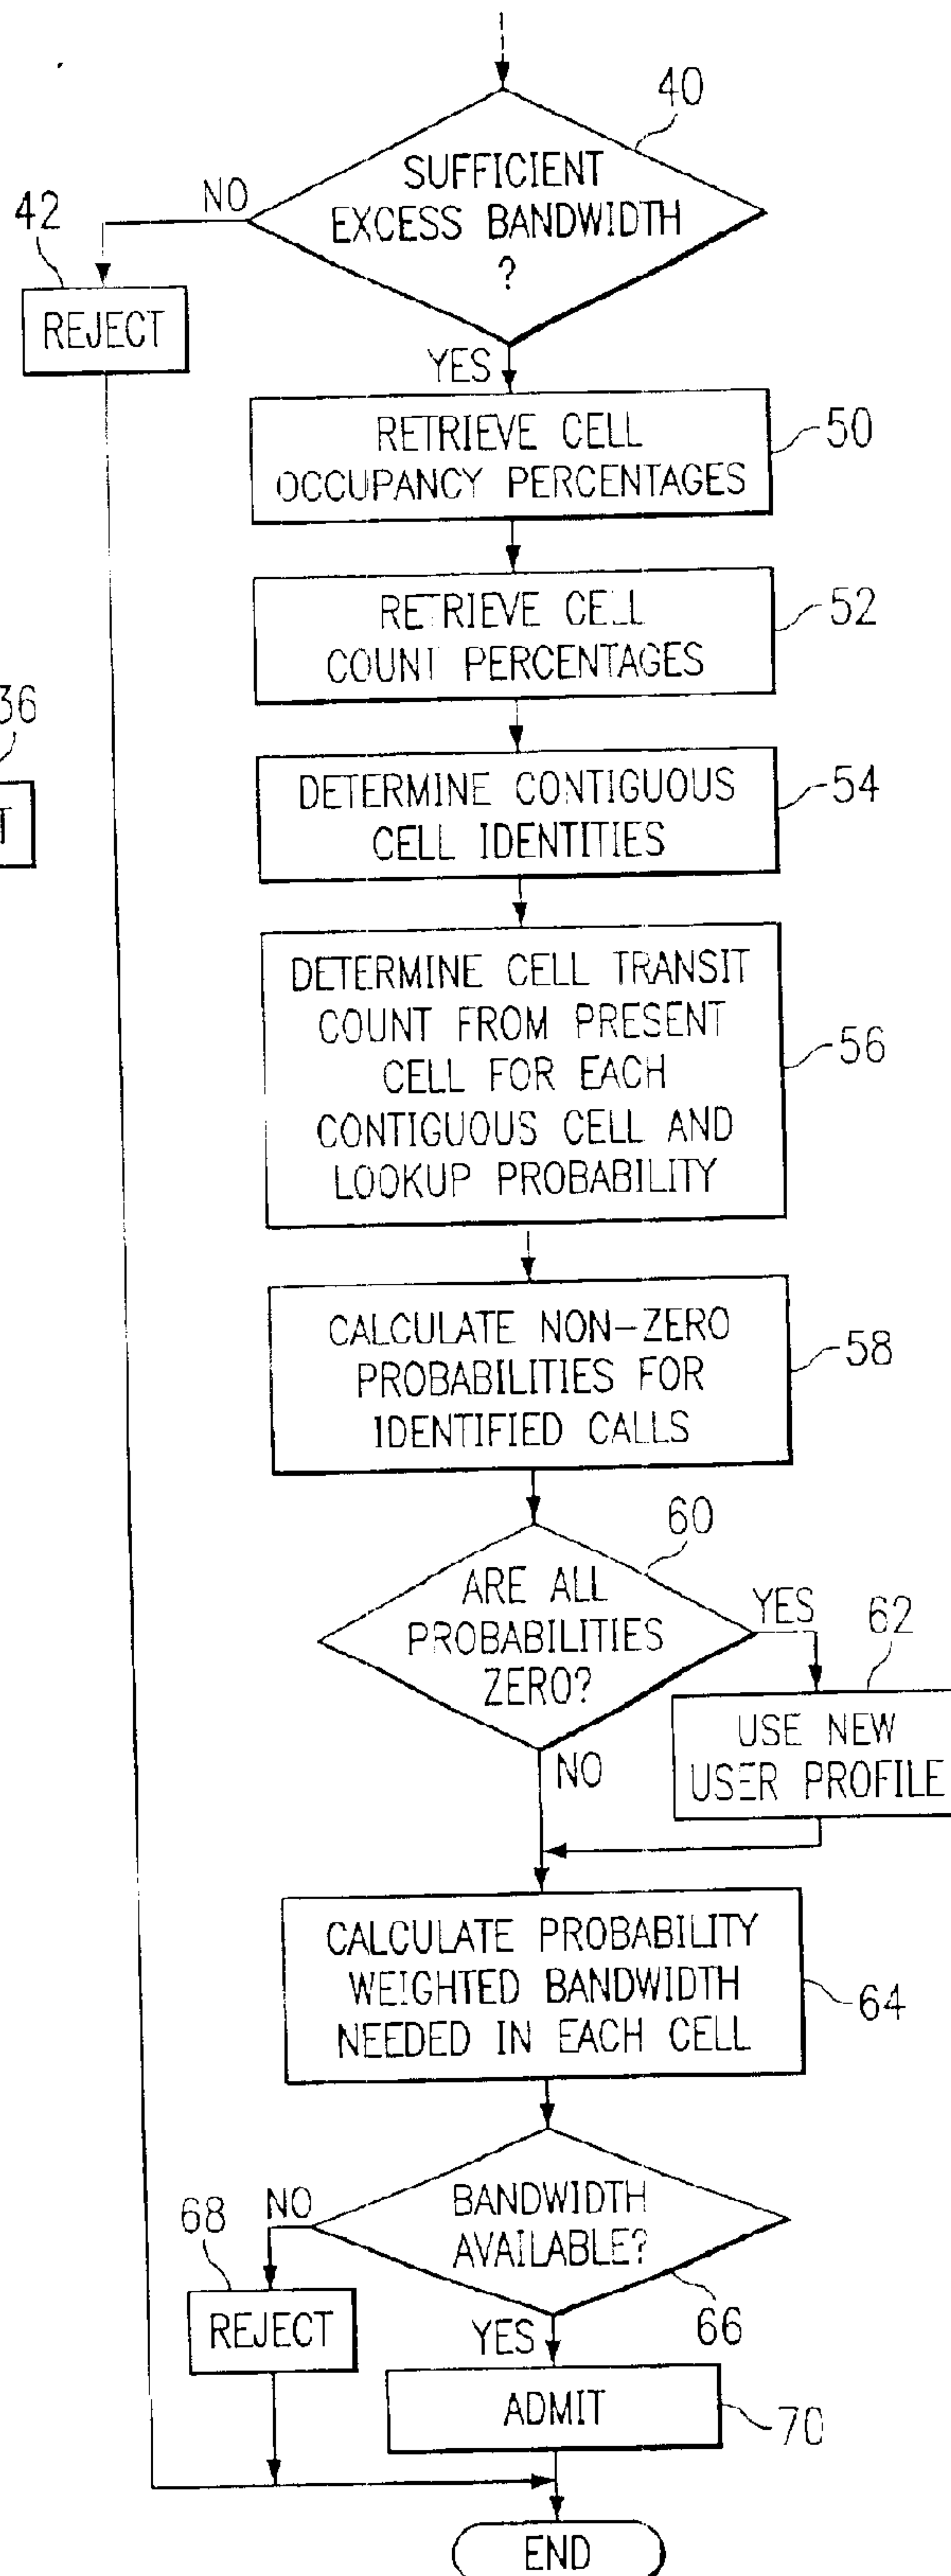 40
SUFFICIENT
EXCESS BANDWIDTH
?
NO
42
REJECT
YES
RETRIEVE CELL
OCCUPANCY PERCENTAGES
50
RETRIEVE CELL
COUNT PERCENTAGES
52
36
T
DETERMINE CONTIGUOUS
CELL IDENTITIES
54
DETERMINE CELL TRANSIT
COUNT FROM PRESENT
CELL FOR EACH
CONTIGUOUS CELL AND
LOOKUP PROBABILITY
56
CALCULATE NON-ZERO
PROBABILITIES FOR
IDENTIFIED CALLS
58
60
ARE ALL
PROBABILITIES
ZERO?
YES
62
USE NEW
USER PROFILE
NO
CALCULATE PROBABILITY
WEIGHTED BANDWIDTH
NEEDED IN EACH CELL
64
BANDWIDTH
AVAILABLE?
66
NO
68
REJECT
YES
ADMIT
70
END